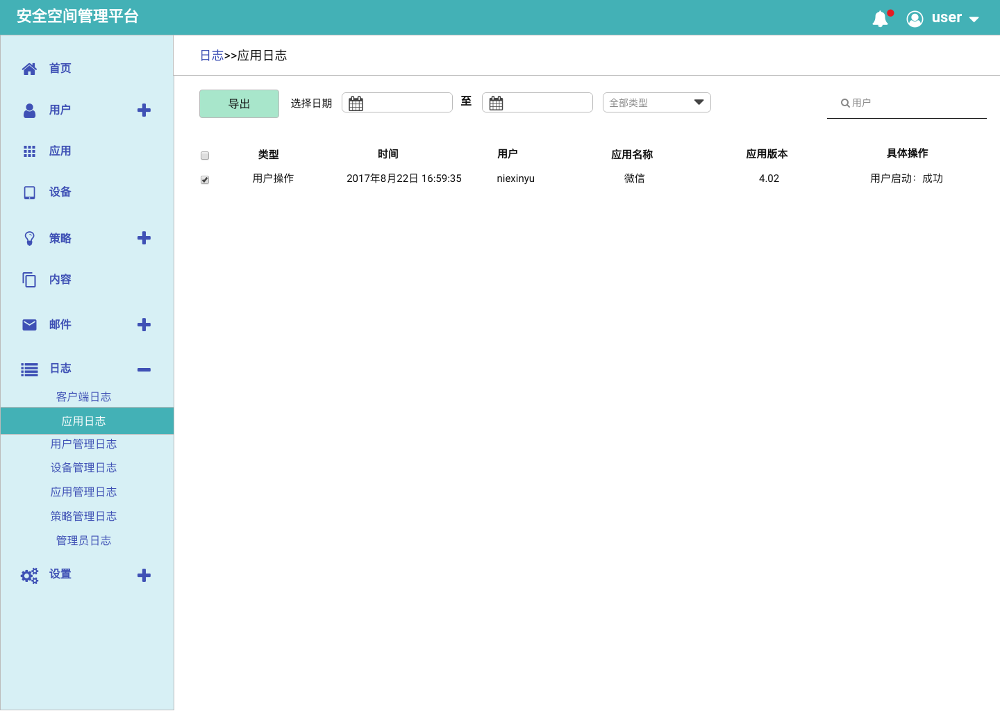 安全空间管理平台
user
首页
用户
应用
设备
策略
内容
邮件
日志
客户端日志
应用日志
用户管理日志
设备管理日志
应用管理日志
策略管理日志
管理员日志
设置
日志>>应用日志
导出 选择日期 至 全部类型 用户
类型 时间 用户 应用名称 应用版本 具体操作
用户操作 2017年8月22日 16:59:35 niexinyu 微信 4.02 用户启动：成功